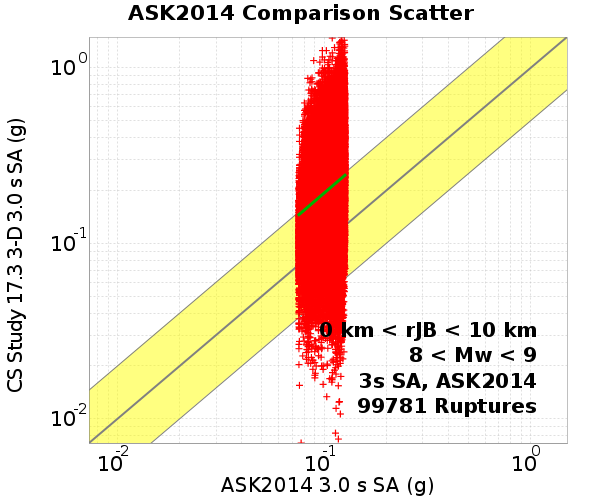 ASK2014 Comparison Scatter
CS Study 17.3 3-D 3.0 s SA (g)
10^0
10^-1
10^-2
0 km < rJB < 10 km
8 < Mw < 9
3s SA, ASK2014
99781 Ruptures
10^-2 10^-1 10^0
ASK2014 3.0 s SA (g)